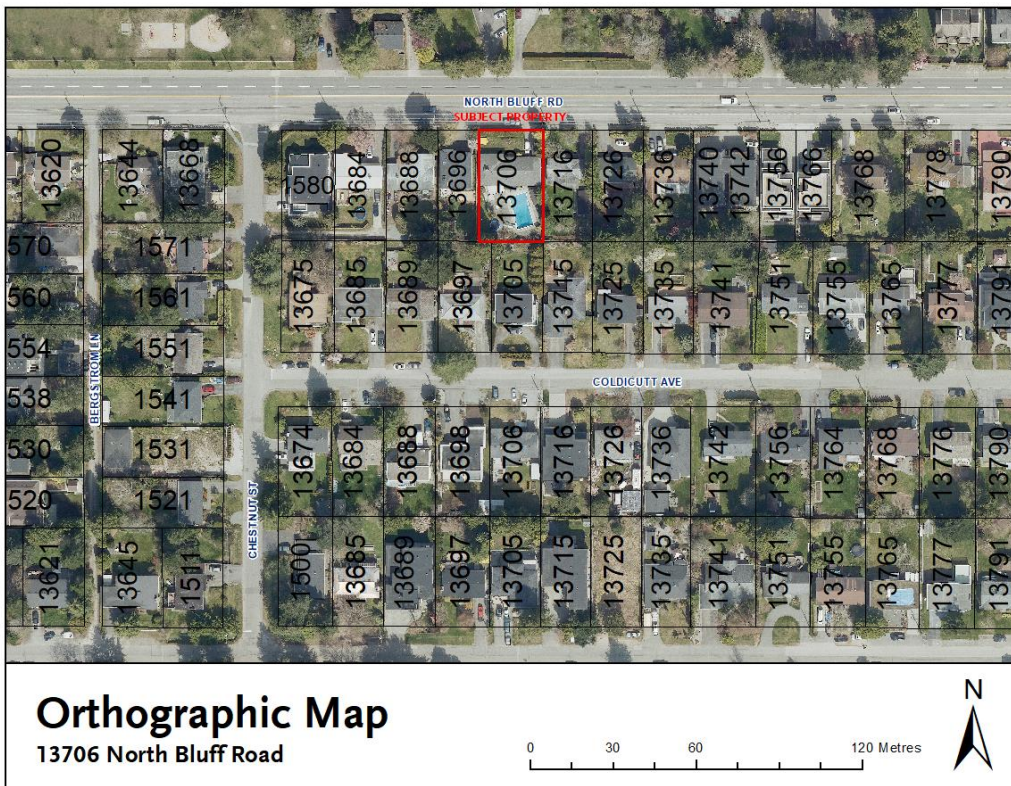 NORTH BLUFF RD
SUBJECT PROPERTY
13620 13644 13668 1580 13684 13688 13696 13706 13716 13726 13736 13740 13742 13756 13766 13768 13778 13790
570 1571 13675 13685 13689 13697 13705 13745 13725 13735 13741 13751 13755 13765 13777 13791
560 1561
554 1551
COLDICUTT AVE
BERGSTROM LN
538 1541
530 1531 13674 13684 13688 13698 13706 13716 13726 13736 13742 13756 13764 13768 13776 13790
520 1521
CHESTNUT ST
13621 13645 1511 1500 13685 13689 13697 13705 13715 13725 13735 13741 13751 13755 13765 13777 13791
Orthographic Map
13706 North Bluff Road
0 30 60 120 Metres
N